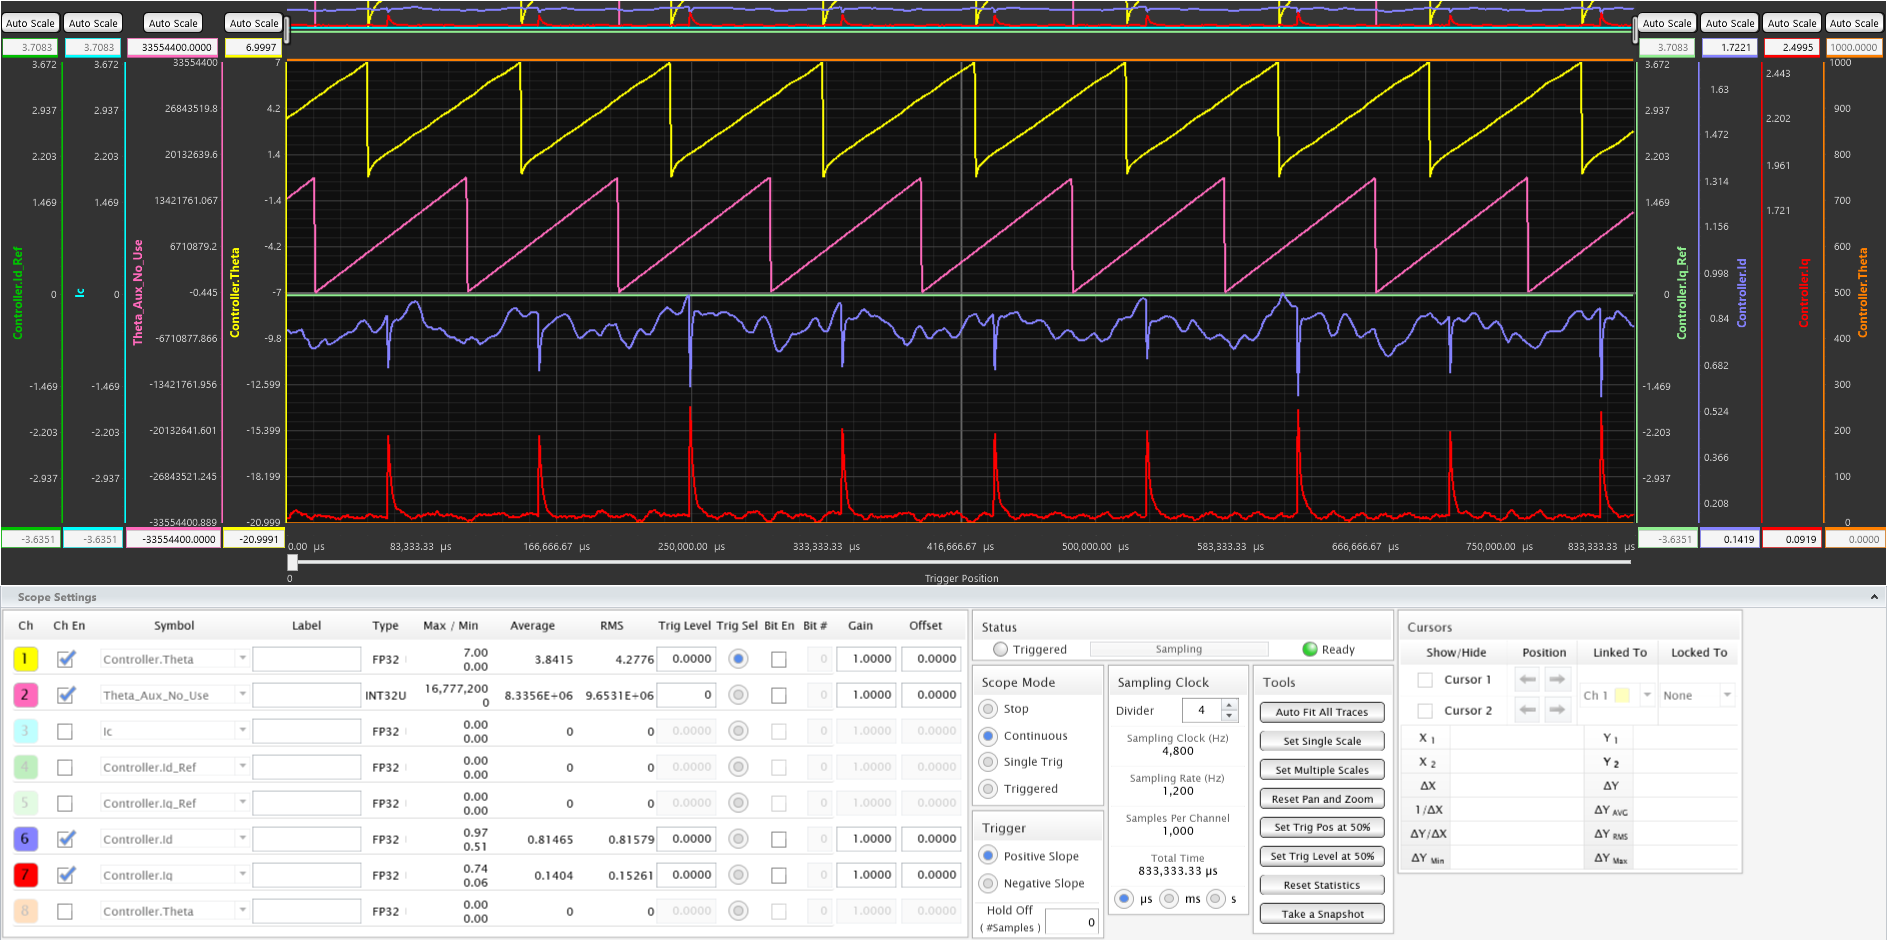 Auto Scale Auto Scale Auto Scale Auto Scale Auto Scale Auto Scale Auto Scale Auto Scale
3.7083 3.7083 33554400.0000 6.9997 3.7083 1.7221 2.4995 1000.0000
3.672 3.672 33554400 7 3.672 2.443 1000
1.63
2.937 2.937 26843519.8 4.2 2.937 2.202 900
1.472
2.203 2.203 20132639.6 1.4 2.203 1.961 800
1.314
1.469 1.469 13421761.067 -1.4 1.469 1.721 700
1.156
6710879.2 -4.2 600
0.998
0 0 -0.445 -7 0 500
0.84
-6710877.866 -9.8 400
0.682
-1.469 -1.469 -13421761.956 -12.599 -1.469 300
0.524
-2.203 -2.203 -20132641.601 -15.399 -2.203 200
0.366
-2.937 -2.937 -26843521.245 -18.199 -2.937 100
0.208
-33554400.889 -20.999 0
Controller.Id_Ref
Ic
Theta_Aux_No_Use
Controller.Theta
Controller.Iq_Ref
Controller.Id
Controller.Iq
Controller.Theta
-3.6351 -3.6351 -33554400.0000 -20.9991 -3.6351 0.1419 0.0919 0.0000
0.00 µs 83,333.33 µs 166,666.67 µs 250,000.00 µs 333,333.33 µs 416,666.67 µs 500,000.00 µs 583,333.33 µs 666,666.67 µs 750,000.00 µs 833,333.33 µs
0
Trigger Position
Scope Settings
Ch Ch En Symbol Label Type Max / Min Average RMS Trig Level Trig Sel Bit En Bit # Gain Offset
1 Controller.Theta FP32 7.00 0.00 3.8415 4.2776 0.0000 0 1.0000 0.0000
2 Theta_Aux_No_Use INT32U 16,777,200 0 8.3356E+06 9.6531E+06 0 0 1.0000 0.0000
3 Ic FP32 0.00 0.00 0 0 0.0000 0 1.0000 0.0000
4 Controller.Id_Ref FP32 0.00 0.00 0 0 0.0000 0 1.0000 0.0000
5 Controller.Iq_Ref FP32 0.00 0.00 0 0 0.0000 0 1.0000 0.0000
6 Controller.Id FP32 0.97 0.51 0.81465 0.81579 0.0000 0 1.0000 0.0000
7 Controller.Iq FP32 0.74 0.06 0.1404 0.15261 0.0000 0 1.0000 0.0000
8 Controller.Theta FP32 0.00 0.00 0 0 0.0000 0 1.0000 0.0000
Status
Triggered Sampling Ready
Scope Mode
Stop
Continuous
Single Trig
Triggered
Trigger
Positive Slope
Negative Slope
Hold Off
( #Samples ) 0
Sampling Clock
Divider 4
Sampling Clock (Hz)
4,800
Sampling Rate (Hz)
1,200
Samples Per Channel
1,000
Total Time
833,333.33 µs
µs ms s
Tools
Auto Fit All Traces
Set Single Scale
Set Multiple Scales
Reset Pan and Zoom
Set Trig Pos at 50%
Set Trig Level at 50%
Reset Statistics
Take a Snapshot
Cursors
Show/Hide Position Linked To Locked To
Cursor 1
Ch 1 None
Cursor 2
X 1 Y 1
X 2 Y 2
ΔX ΔY
1/ΔX ΔY AVG
ΔY/ΔX ΔY RMS
ΔY Min ΔY Max